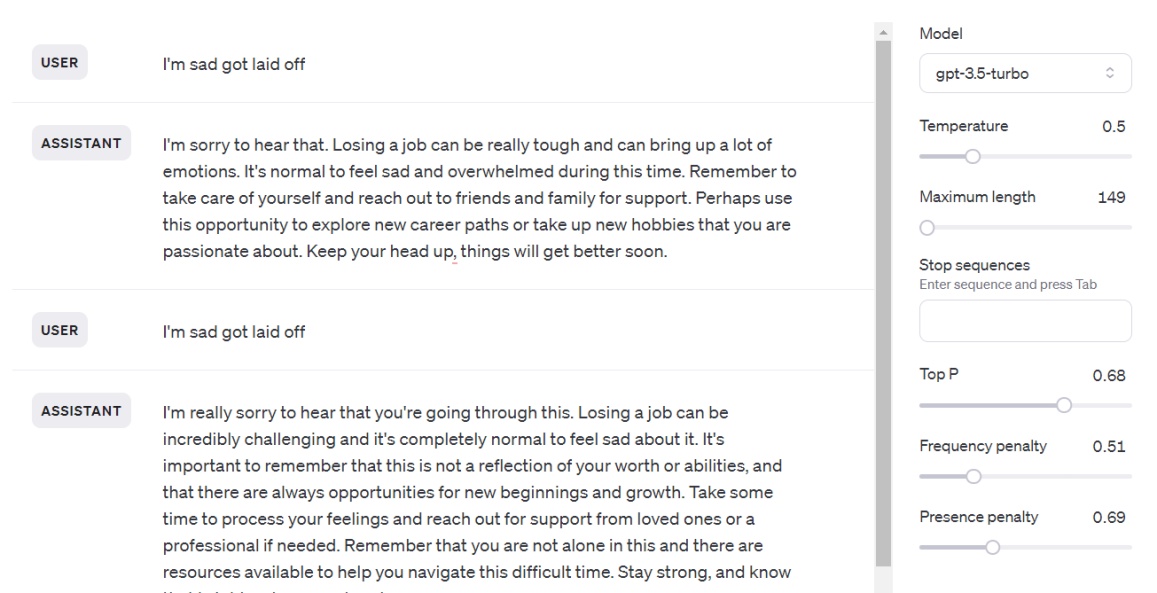 USER
I'm sad got laid off
ASSISTANT
I'm sorry to hear that. Losing a job can be really tough and can bring up a lot of
emotions. It's normal to feel sad and overwhelmed during this time. Remember to
take care of yourself and reach out to friends and family for support. Perhaps use
this opportunity to explore new career paths or take up new hobbies that you are
passionate about. Keep your head up, things will get better soon.
USER
I'm sad got laid off
ASSISTANT
I'm really sorry to hear that you're going through this. Losing a job can be
incredibly challenging and it's completely normal to feel sad about it. It's
important to remember that this is not a reflection of your worth or abilities, and
that there are always opportunities for new beginnings and growth. Take some
time to process your feelings and reach out for support from loved ones or a
professional if needed. Remember that you are not alone in this and there are
resources available to help you navigate this difficult time. Stay strong, and know
Model
gpt-3.5-turbo
Temperature 0.5
Maximum length 149
Stop sequences
Enter sequence and press Tab
Top P 0.68
Frequency penalty 0.51
Presence penalty 0.69